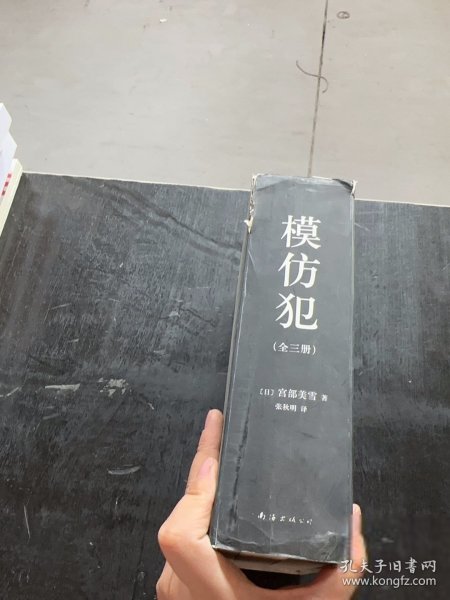 模仿犯
（全三册）
〔日〕宫部美雪 著
张秋明 译
南海出版公司
孔夫子旧书网
www.kongfz.com